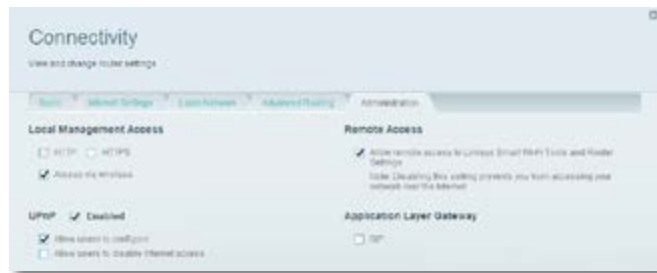 Connectivity
View and change router settings
Basic Internet Settings Local Network Advanced Routing Administration
Local Management Access
HTTP HTTPS
Access via wireless
UPnP Enabled
Allow users to configure
Allow users to disable Internet access
Remote Access
Allow remote access to Linksys Smart Wi-Fi Tools and Router
Settings
Note: Disabling this setting prevents you from accessing your
network over the Internet
Application Layer Gateway
SIP